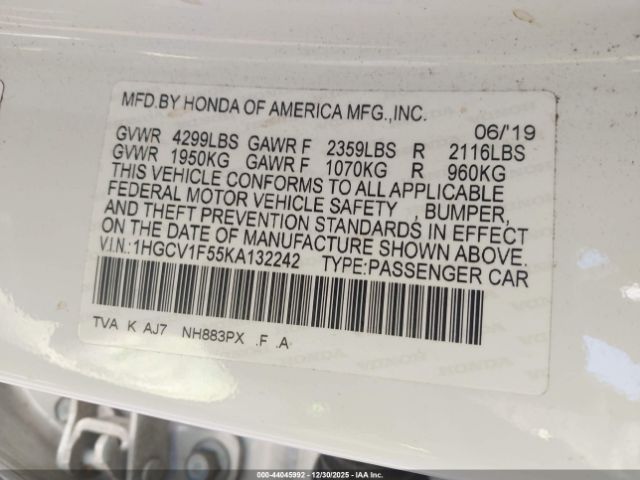 MFD.BY HONDA OF AMERICA MFG.,INC.
06/'19
GVWR 4299LBS GAWR F 2359LBS R 2116LBS
GVWR 1950KG GAWR F 1070KG R 960KG
THIS VEHICLE CONFORMS TO ALL APPLICABLE
FEDERAL MOTOR VEHICLE SAFETY , BUMPER,
AND THEFT PREVENTION STANDARDS IN EFFECT
ON THE DATE OF MANUFACTURE SHOWN ABOVE.
V.I.N.:1HGCV1F55KA132242 TYPE:PASSENGER CAR
TVA K AJ7 NH883PX .F .A
000-44045992 - 12/30/2025 - IAA Inc.